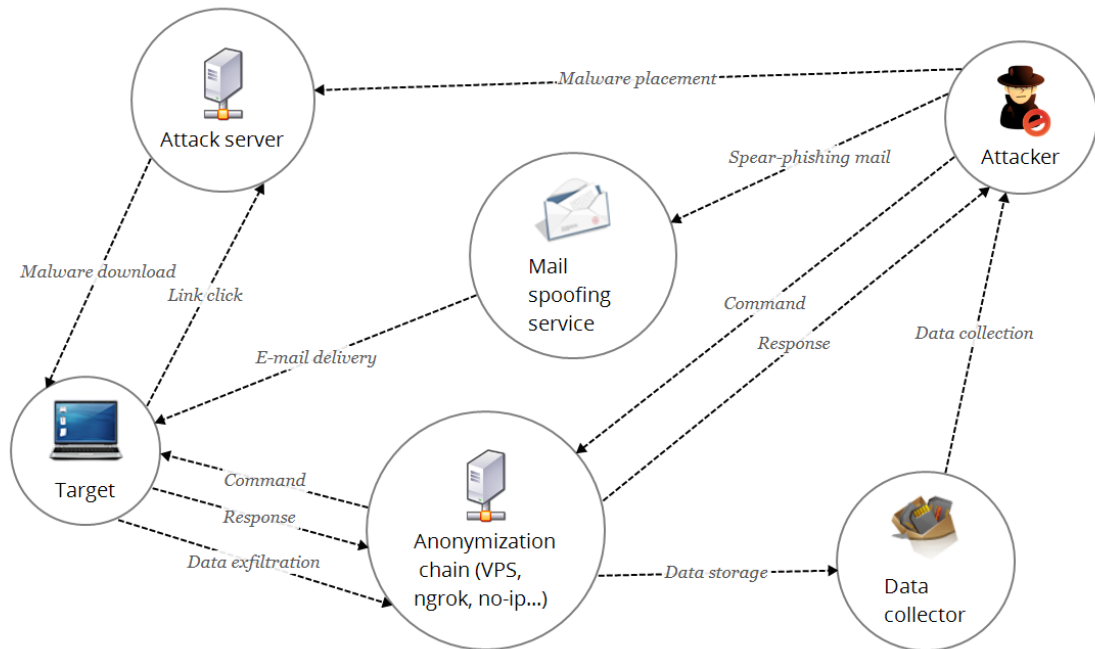 Malware placement
Attack server
Attacker
Spear-phishing mail
Mail
spoofing
service
Malware download
Link click
Command
Response
Data collection
E-mail delivery
Target
Command
Response
Data exfiltration
Anonymization
chain (VPS,
ngrok, no-ip...)
Data storage
Data
collector